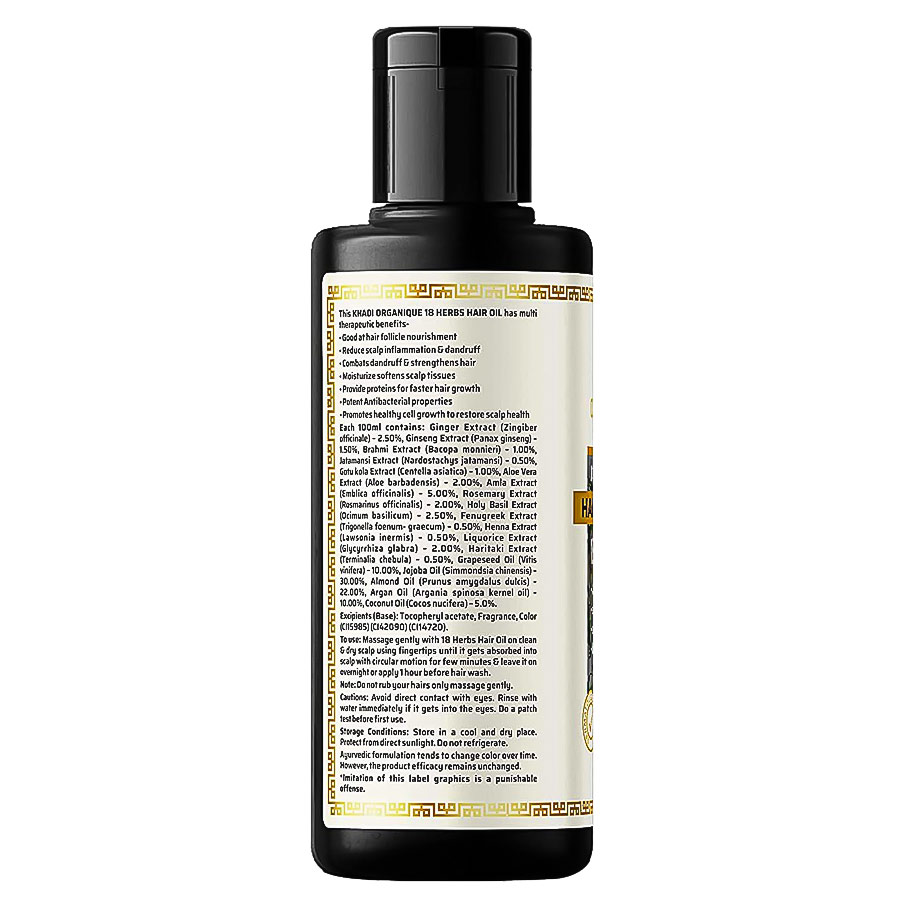 This KHADI ORGANIQUE 18 HERBS HAIR OIL has multi
therapeutic benefits-
• Good at hair follicle nourishment
• Reduce scalp inflammation & dandruff
• Combats dandruff & strengthens hair
• Moisturize softens scalp tissues
• Provide proteins for faster hair growth
• Potent Antibacterial properties
• Promotes healthy cell growth to restore scalp health
Each 100ml contains: Ginger Extract (Zingiber
officinale) - 2.50%, Ginseng Extract (Panax ginseng) -
1.50%, Brahmi Extract (Bacopa monnieri) - 1.00%,
Jatamansi Extract (Nardostachys jatamansi) - 0.50%,
Gotu kola Extract (Centella asiatica) - 1.00%, Aloe Vera
Extract (Aloe barbadensis) - 2.00%, Amla Extract
(Emblica officinalis) - 5.00%, Rosemary Extract
(Rosmarinus officinalis) - 2.00%, Holy Basil Extract
(Ocimum basilicum) - 2.50%, Fenugreek Extract
(Trigonella foenum- graecum) - 0.50%, Henna Extract
(Lawsonia inermis) - 0.50%, Liquorice Extract
(Glycyrrhiza glabra) - 2.00%, Haritaki Extract
(Terminalia chebula) - 0.50%, Grapeseed Oil (Vitis
vinifera) - 10.00%, Jojoba Oil (Simmondsia chinensis) -
30.00%, Almond Oil (Prunus amygdalus dulcis) -
22.00%, Argan Oil (Argania spinosa kernel oil) -
10.00%, Coconut Oil (Cocos nucifera) - 5.0%.
Excipients (Base): Tocopheryl acetate, Fragrance, Color
(CI15985) (CI42090) (CI14720).
To use: Massage gently with 18 Herbs Hair Oil on clean
& dry scalp using fingertips until it gets absorbed into
scalp with circular motion for few minutes & leave it on
overnight or apply 1 hour before hair wash.
Note: Do not rub your hairs only massage gently.
Cautions: Avoid direct contact with eyes. Rinse with
water immediately if it gets into the eyes. Do a patch
test before first use.
Storage Conditions: Store in a cool and dry place.
Protect from direct sunlight. Do not refrigerate.
Ayurvedic formulation tends to change color over time.
However, the product efficacy remains unchanged.
*Imitation of this label graphics is a punishable
offense.
HA